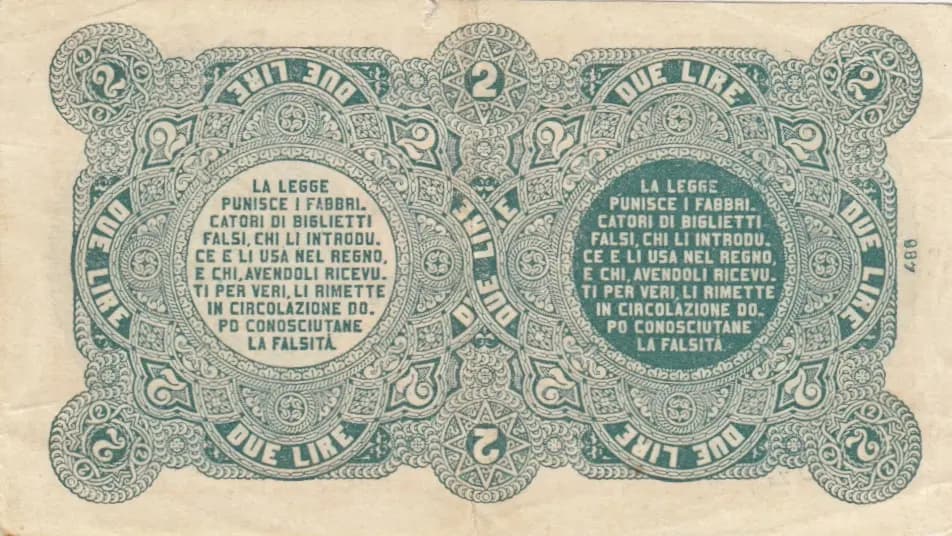 2 2 2
DUE LIRE DUE LIRE
2 2 2 2
LA LEGGE
PUNISCE I FABBRI-
CATORI DI BIGLIETTI
FALSI, CHI LI INTRODU-
CE E LI USA NEL REGNO,
E CHI, AVENDOLI RICEVU-
TI PER VERI, LI RIMETTE
IN CIRCOLAZIONE DO-
PO CONOSCIUTANE
LA FALSITÀ
LA LEGGE
PUNISCE I FABBRI-
CATORI DI BIGLIETTI
FALSI, CHI LI INTRODU-
CE E LI USA NEL REGNO,
E CHI, AVENDOLI RICEVU-
TI PER VERI, LI RIMETTE
IN CIRCOLAZIONE DO-
PO CONOSCIUTANE
LA FALSITÀ
DUE LIRE
DUE LIRE
DUE LIRE
2 2 2 2
DUE LIRE DUE LIRE
2 2 2